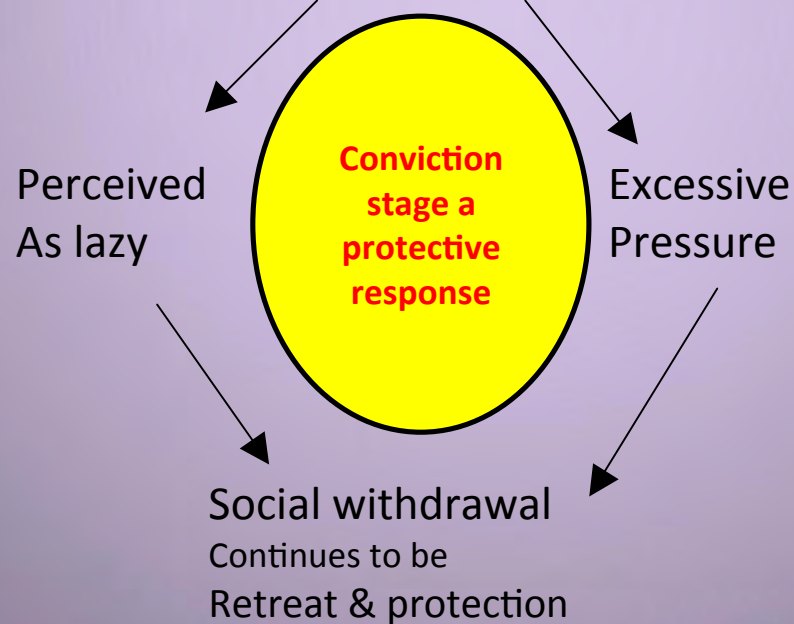 Conviction
stage a
protective
response
Perceived
As lazy
Excessive
Pressure
Social withdrawal
Continues to be
Retreat & protection